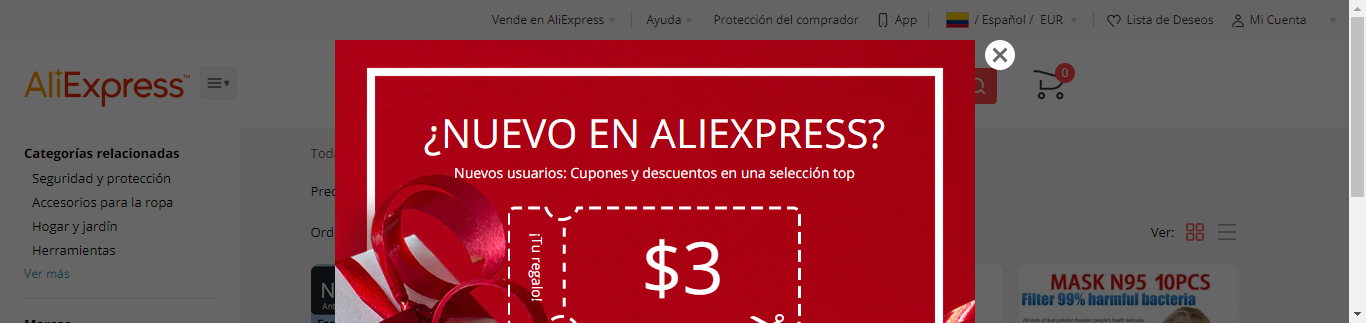 Vende en AliExpress
Ayuda
Protección del comprador
App
/ Español / EUR
Lista de Deseos
Mi Cuenta
AliExpress™
0
¿NUEVO EN ALIEXPRESS?
Nuevos usuarios: Cupones y descuentos en una selección top
¡Tu regalo!
$3
Categorías relacionadas
Seguridad y protección
Accesorios para la ropa
Hogar y jardín
Herramientas
Ver más
Toda
Prec
Ord
Ver:
MASK N95 10PCS
Filter 99% harmful bacteria